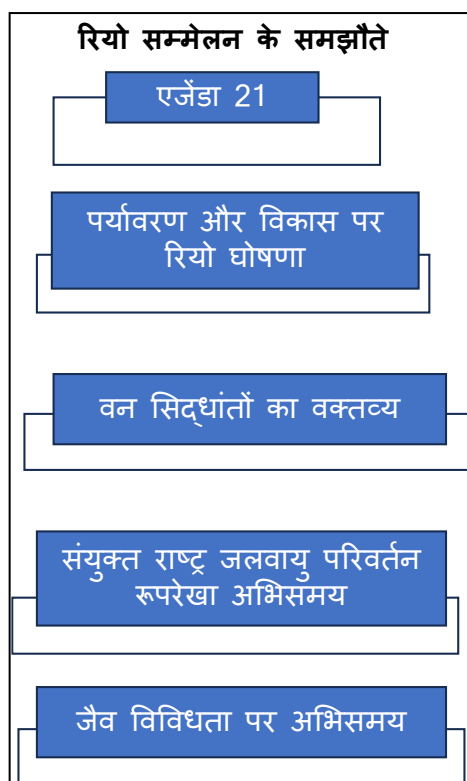 रियो सम्मेलन के समझौते
एजेंडा 21
पर्यावरण और विकास पर
रियो घोषणा
वन सिद्धांतों का वक्तव्य
संयुक्त राष्ट्र जलवायु परिवर्तन
रूपरेखा अभिसमय
जैव विविधता पर अभिसमय